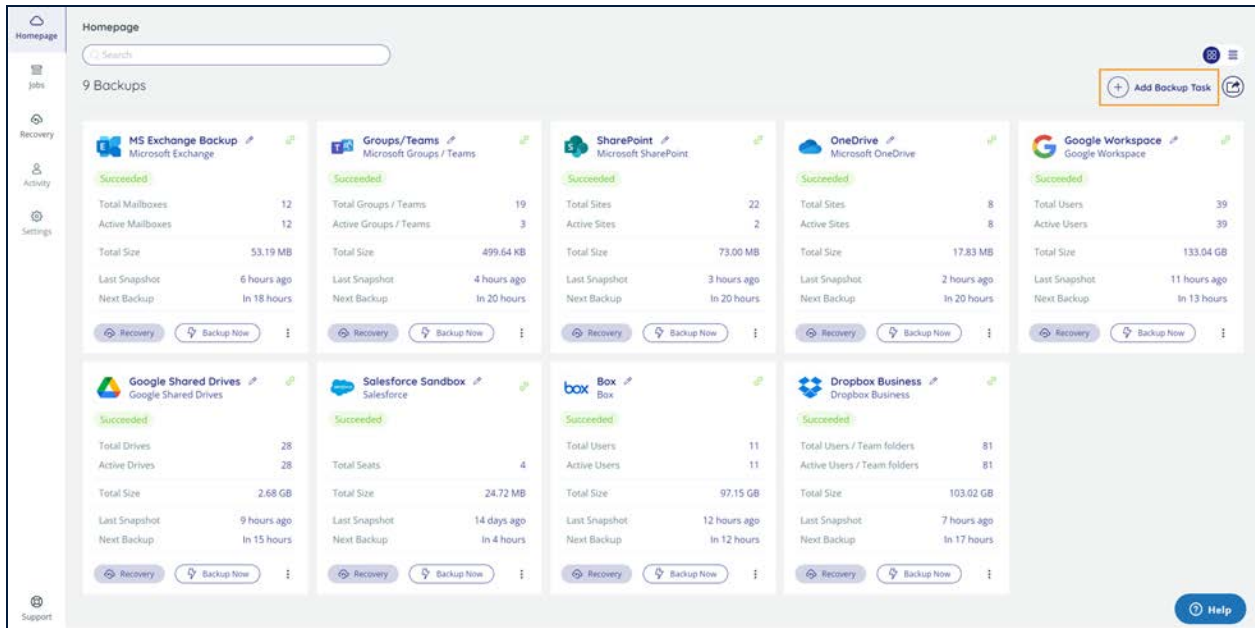 Homepage
Homepage
Search
9 Backups
Add Backup Task
Jobs
Recovery
Activity
Settings
MS Exchange Backup
Microsoft Exchange
Succeeded
Total Mailboxes 12
Active Mailboxes 12
Total Size 53.19 MB
Last Snapshot 6 hours ago
Next Backup In 18 hours
Recovery Backup Now
Groups/Teams
Microsoft Groups / Teams
Succeeded
Total Groups / Teams 19
Active Groups / Teams 3
Total Size 499.64 KB
Last Snapshot 4 hours ago
Next Backup In 20 hours
Recovery Backup Now
SharePoint
Microsoft SharePoint
Succeeded
Total Sites 22
Active Sites 2
Total Size 73.00 MB
Last Snapshot 3 hours ago
Next Backup In 20 hours
Recovery Backup Now
OneDrive
Microsoft OneDrive
Succeeded
Total Sites 8
Active Sites 8
Total Size 17.83 MB
Last Snapshot 2 hours ago
Next Backup In 20 hours
Recovery Backup Now
Google Workspace
Google Workspace
Succeeded
Total Users 39
Active Users 39
Total Size 133.04 GB
Last Snapshot 11 hours ago
Next Backup In 13 hours
Recovery Backup Now
Google Shared Drives
Google Shared Drives
Succeeded
Total Drives 28
Active Drives 28
Total Size 2.68 GB
Last Snapshot 9 hours ago
Next Backup In 15 hours
Recovery Backup Now
Salesforce Sandbox
Salesforce
Succeeded
Total Seats 4
Total Size 24.72 MB
Last Snapshot 14 days ago
Next Backup In 4 hours
Recovery Backup Now
box Box
Box
Succeeded
Total Users 11
Active Users 11
Total Size 97.15 GB
Last Snapshot 12 hours ago
Next Backup In 12 hours
Recovery Backup Now
Dropbox Business
Dropbox Business
Succeeded
Total Users / Team folders 81
Active Users / Team folders 81
Total Size 103.02 GB
Last Snapshot 7 hours ago
Next Backup In 17 hours
Recovery Backup Now
Support
Help